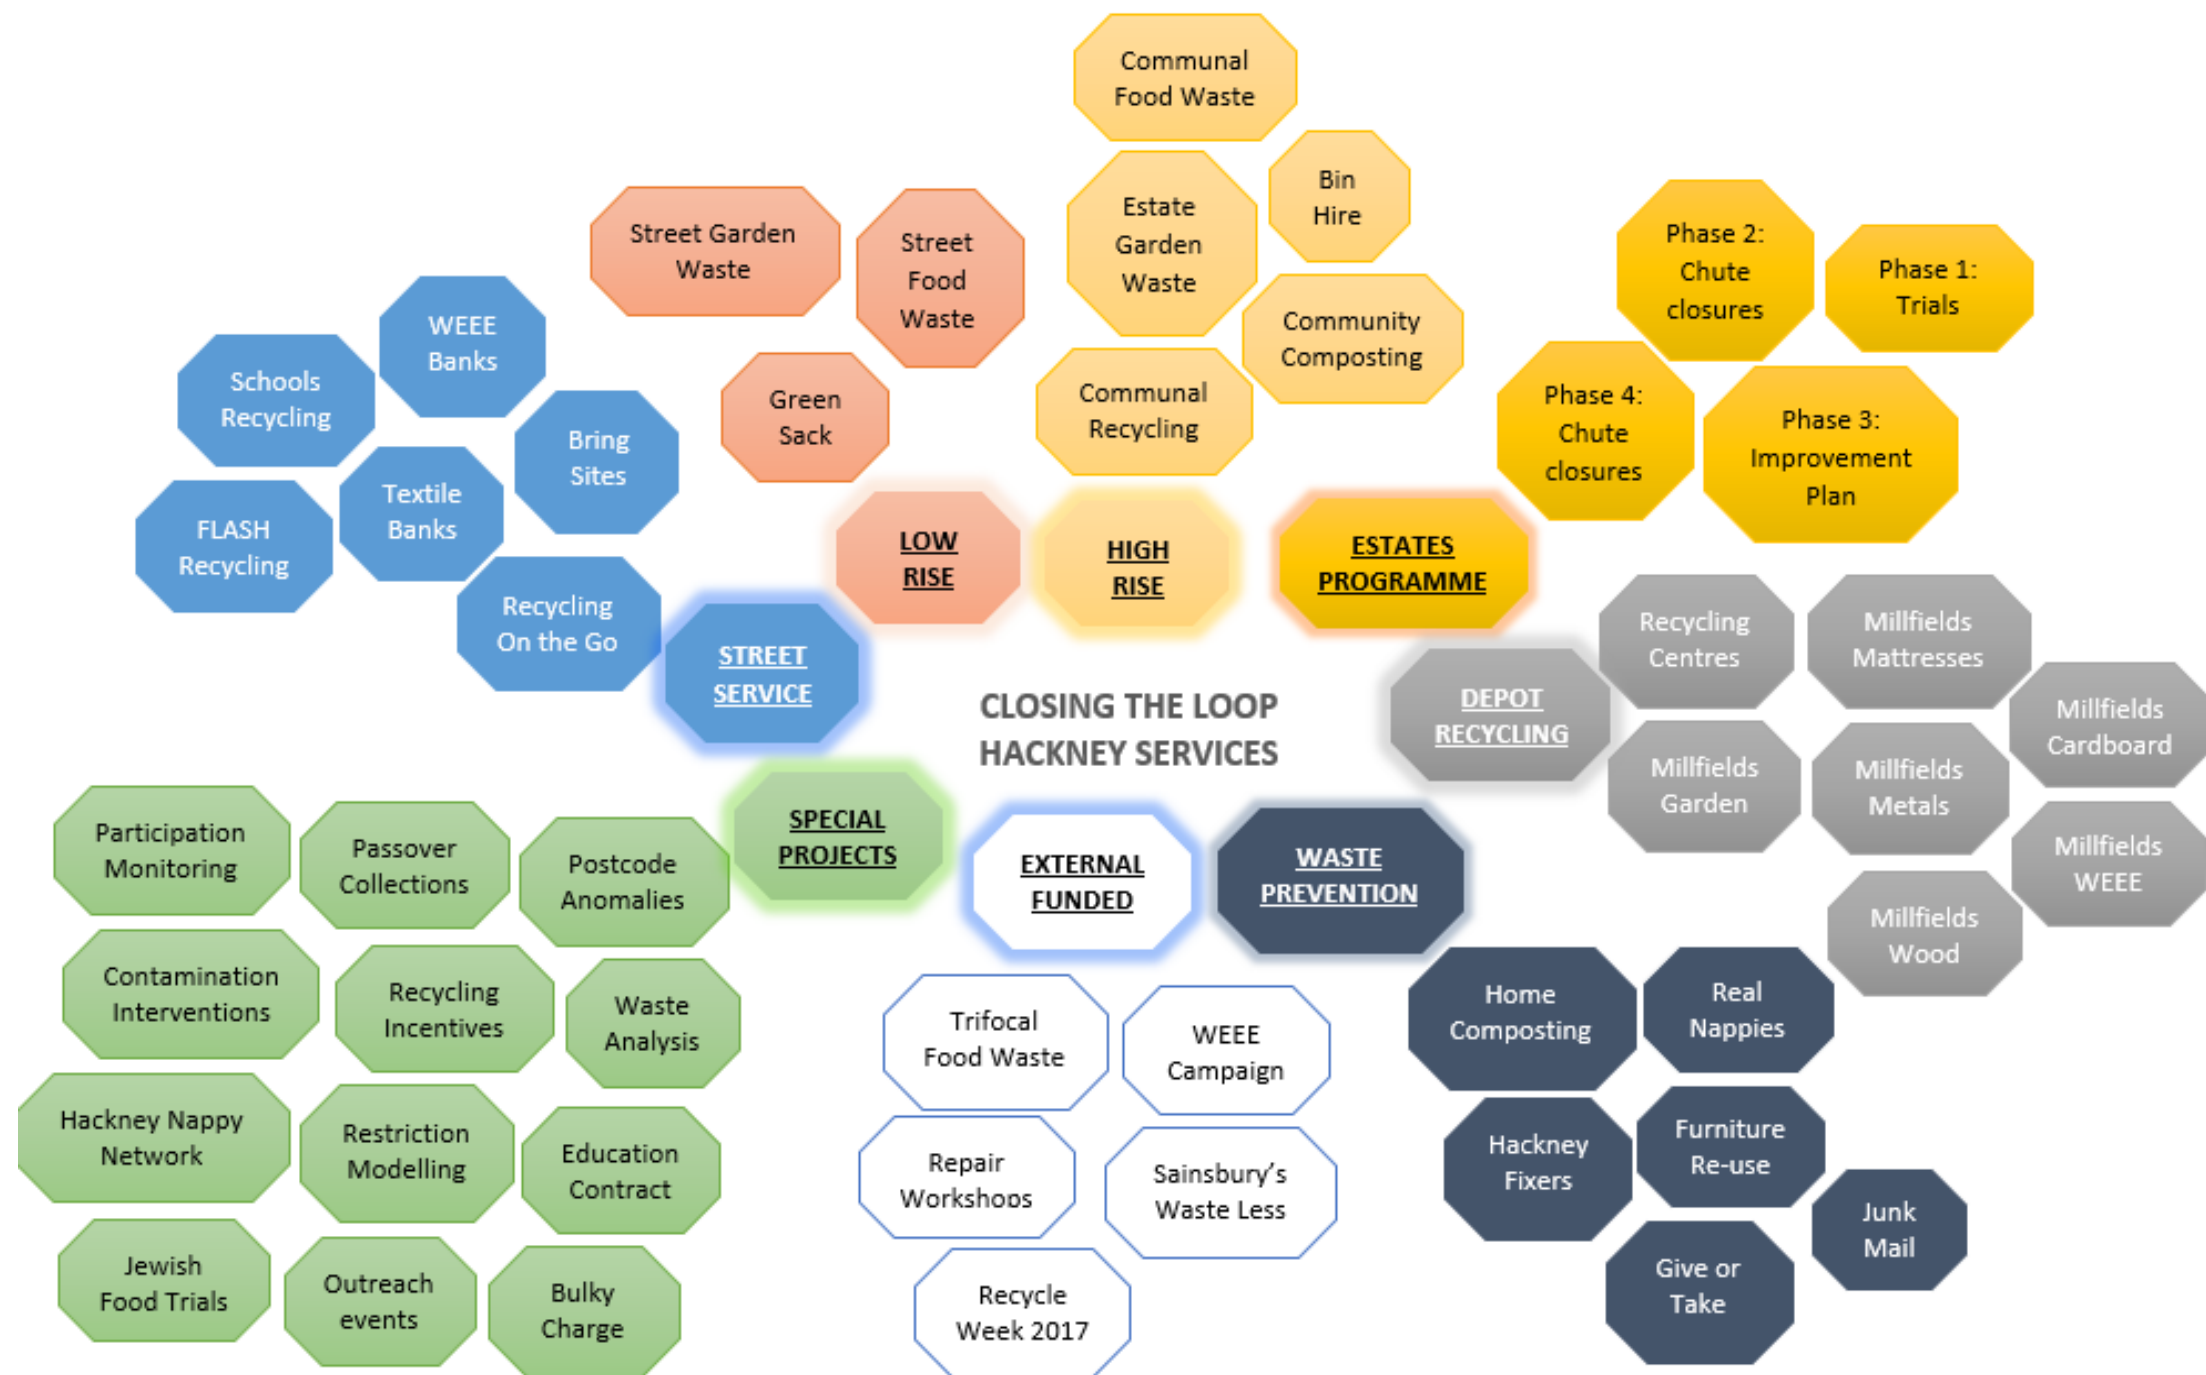 Communal
Food Waste
Bin
Hire
Estate
Garden
Waste
Community
Composting
Communal
Recycling
HIGH
RISE
Street Garden
Waste
Street
Food
Waste
Green
Sack
LOW
RISE
WEEE
Banks
Schools
Recycling
Bring
Sites
Textile
Banks
FLASH
Recycling
Recycling
On the Go
STREET
SERVICE
Phase 2:
Chute
closures
Phase 1:
Trials
Phase 4:
Chute
closures
Phase 3:
Improvement
Plan
ESTATES
PROGRAMME
CLOSING THE LOOP
HACKNEY SERVICES
DEPOT
RECYCLING
Recycling
Centres
Millfields
Mattresses
Millfields
Cardboard
Millfields
Garden
Millfields
Metals
Millfields
WEEE
Millfields
Wood
SPECIAL
PROJECTS
Participation
Monitoring
Passover
Collections
Postcode
Anomalies
Contamination
Interventions
Recycling
Incentives
Waste
Analysis
Hackney Nappy
Network
Restriction
Modelling
Education
Contract
Jewish
Food Trials
Outreach
events
Bulky
Charge
EXTERNAL
FUNDED
Trifocal
Food Waste
WEEE
Campaign
Repair
Workshops
Sainsbury’s
Waste Less
Recycle
Week 2017
WASTE
PREVENTION
Home
Composting
Real
Nappies
Hackney
Fixers
Furniture
Re-use
Junk
Mail
Give or
Take